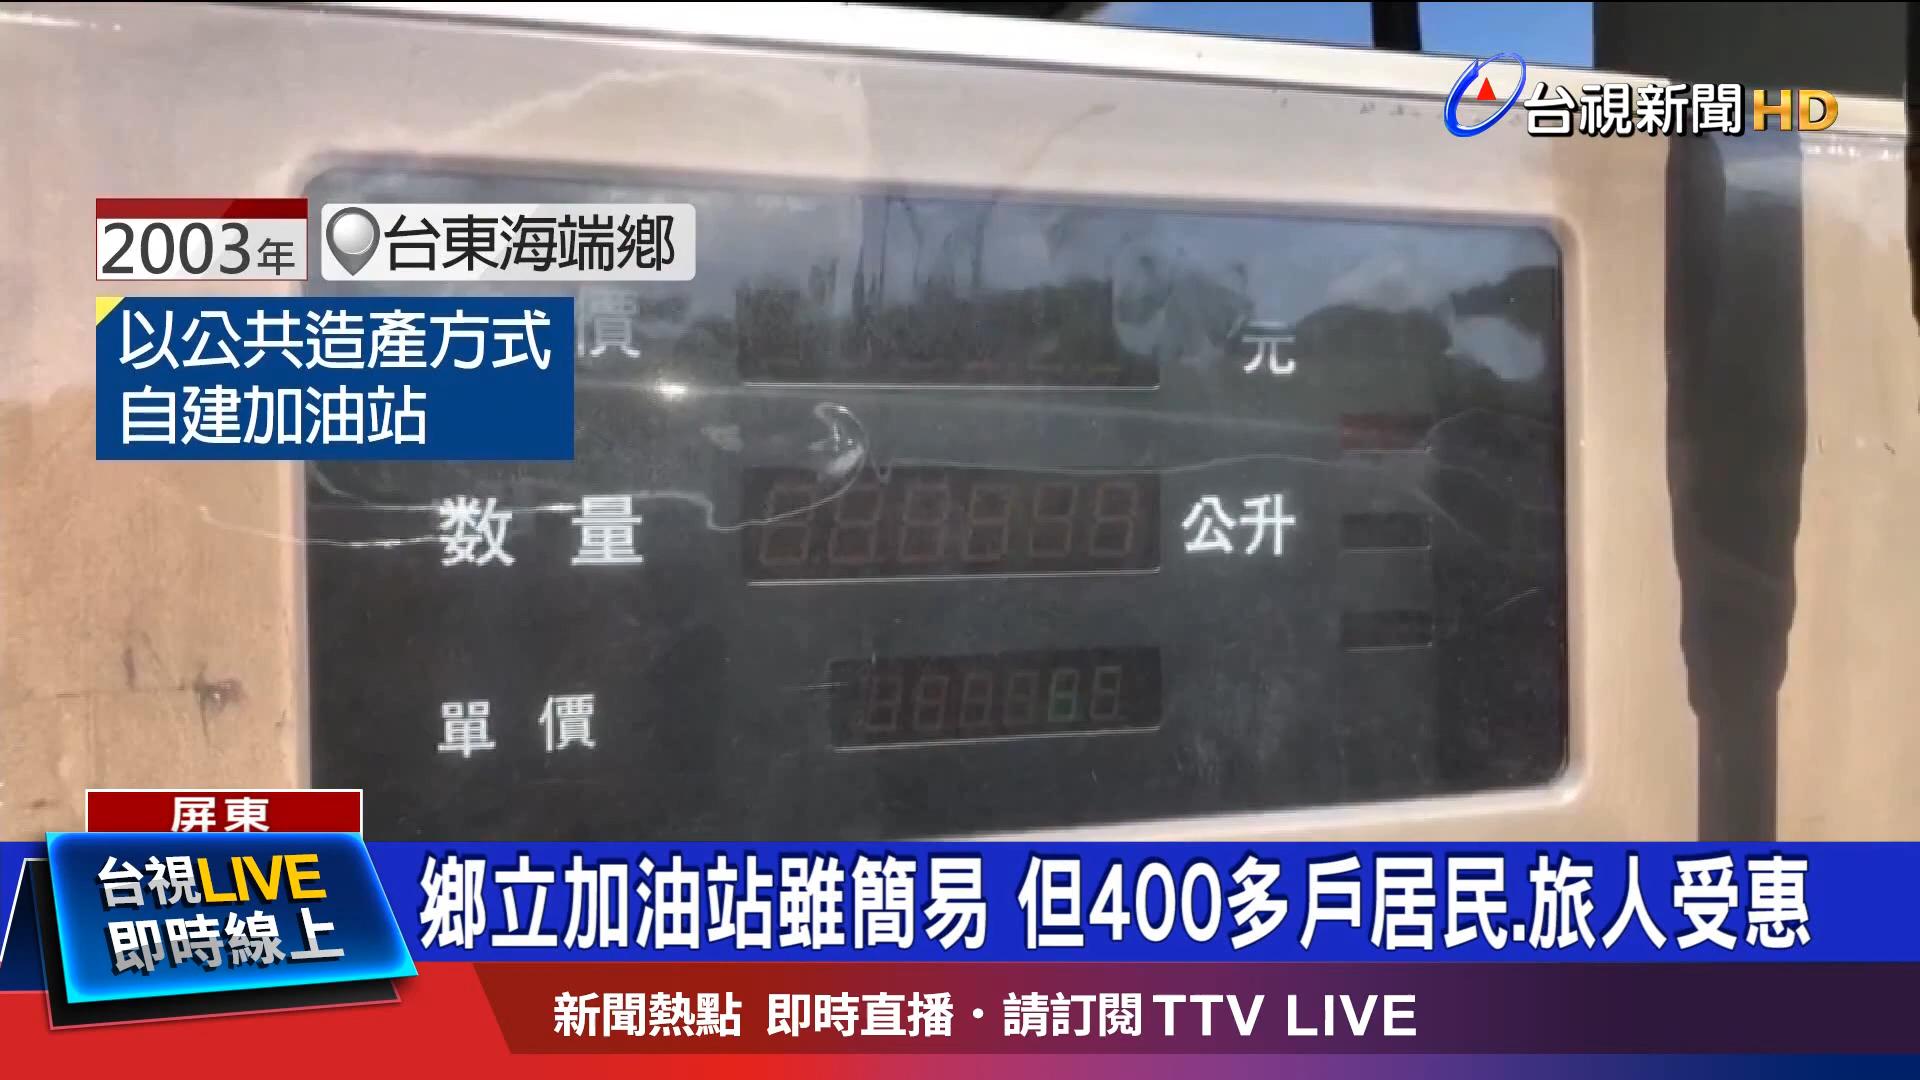 台視新聞HD
2003年
台東海端鄉
以公共造產方式
自建加油站
價
元
数量
公升
單價
屏東
台視LIVE
即時線上
鄉立加油站雖簡易 但400多戶居民.旅人受惠
新聞熱點 即時直播・請訂閱TTV LIVE